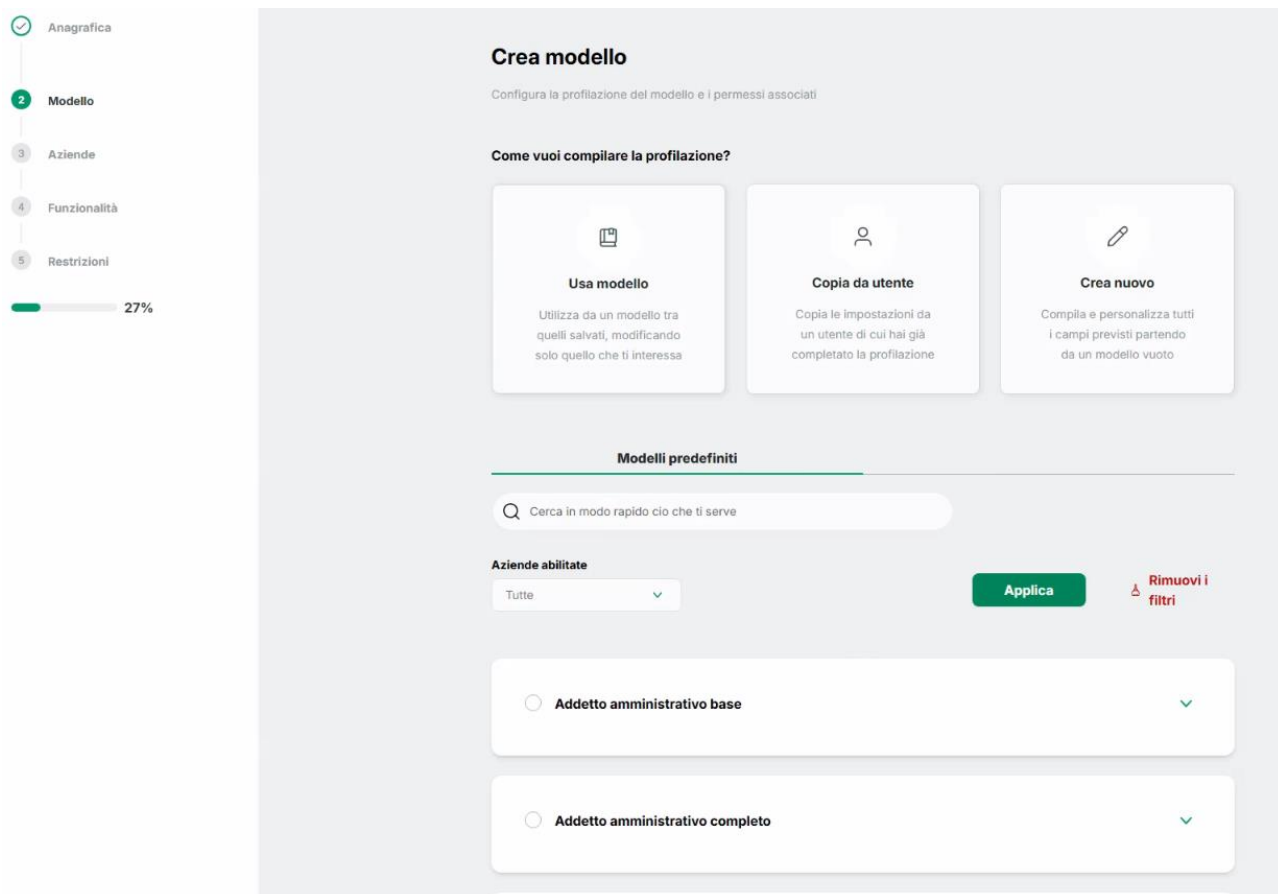 Anagrafica
2 Modello
3 Aziende
4 Funzionalità
5 Restrizioni
27%
Crea modello
Configura la profilazione del modello e i permessi associati
Come vuoi compilare la profilazione?
Usa modello
Utilizza da un modello tra
quelli salvati, modificando
solo quello che ti interessa
Copia da utente
Copia le impostazioni da
un utente di cui hai già
completato la profilazione
Crea nuovo
Compila e personalizza tutti
i campi previsti partendo
da un modello vuoto
Modelli predefiniti
Cerca in modo rapido cio che ti serve
Aziende abilitate
Tutte
Applica
Rimuovi i
filtri
Addetto amministrativo base
Addetto amministrativo completo